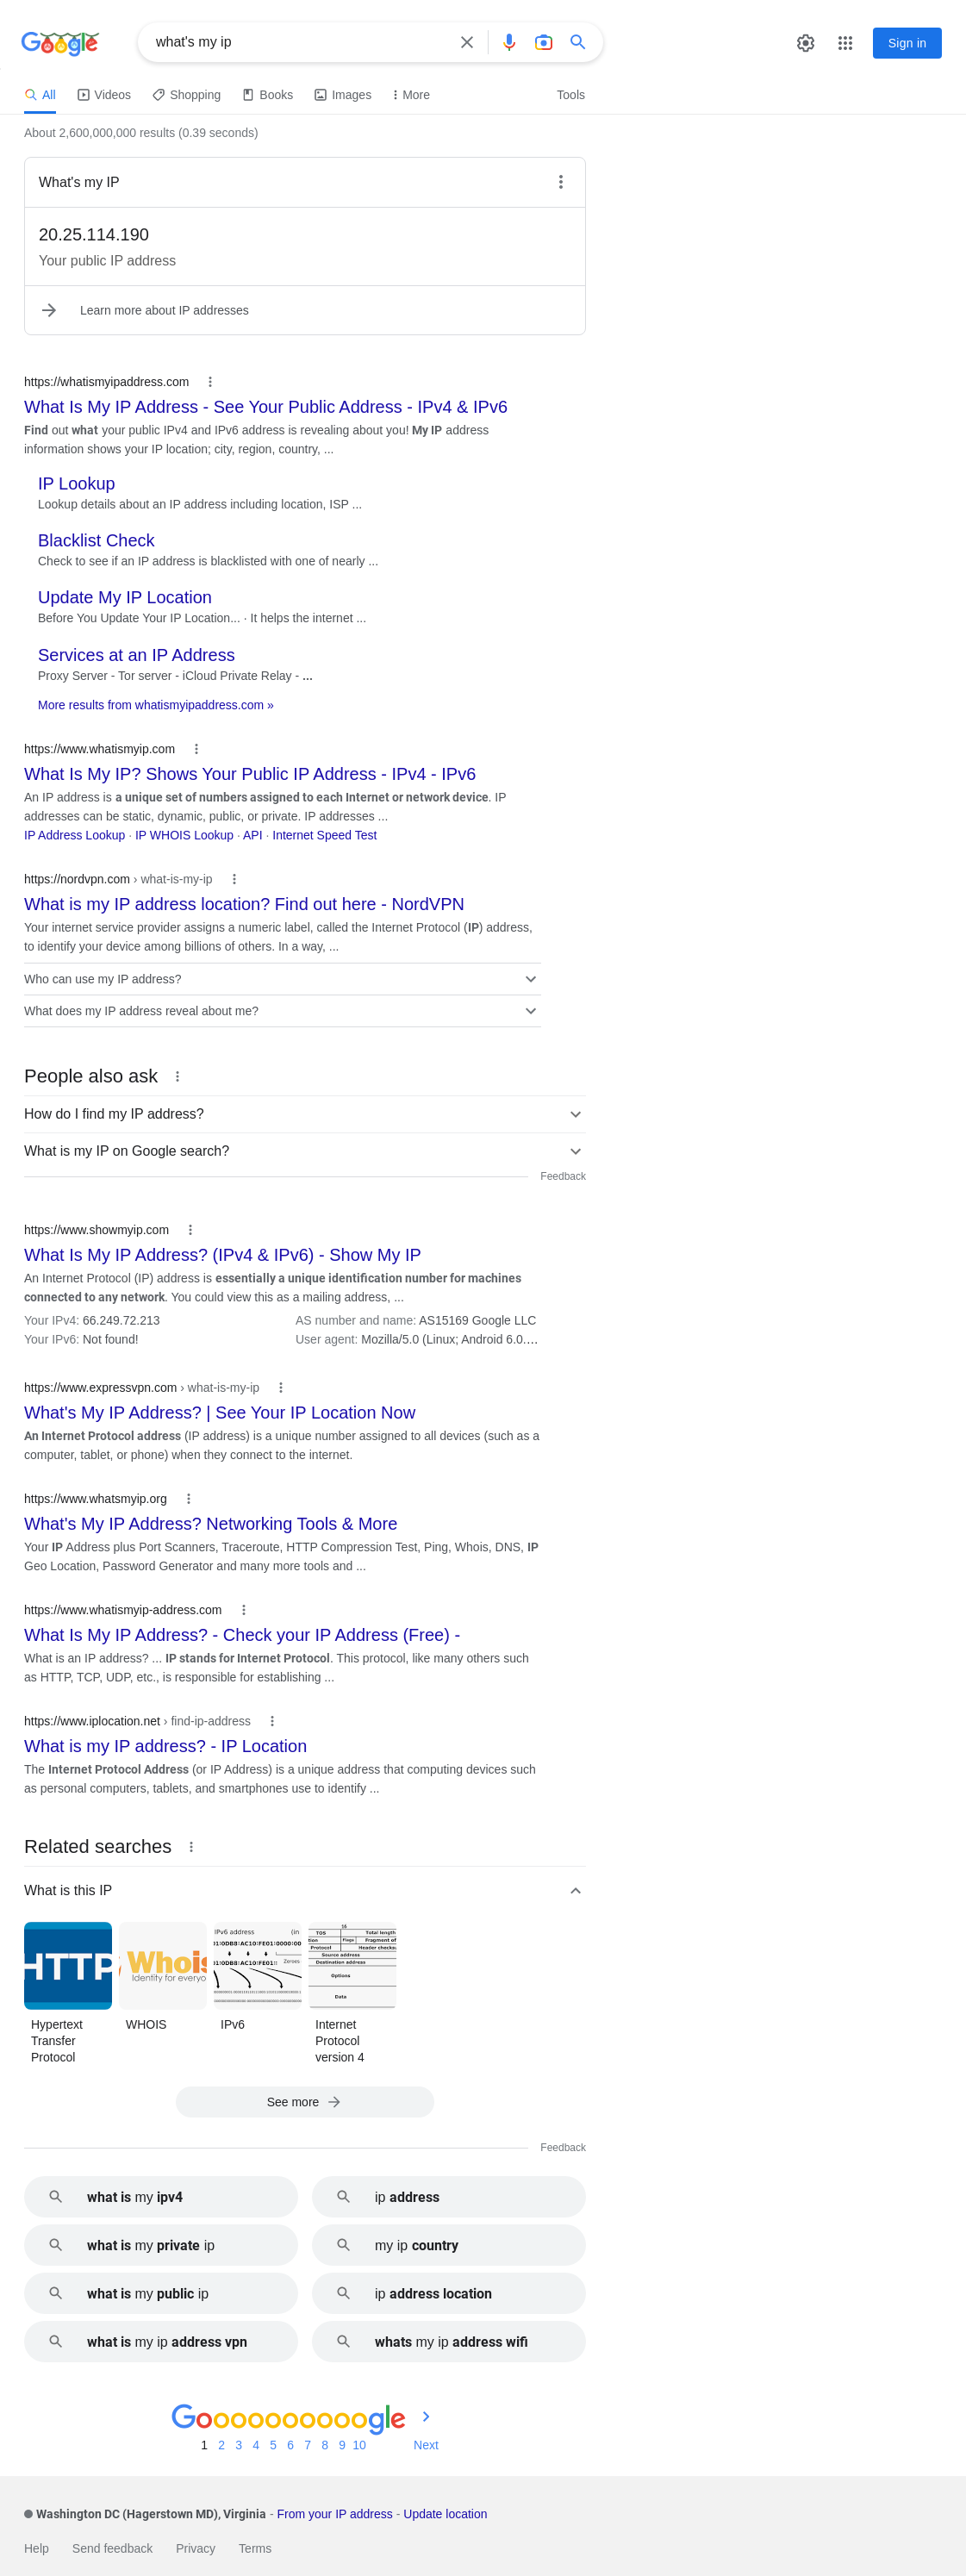 Google
what's my ip
Sign in
All
Videos
Shopping
Books
Images
More
Tools
About 2,600,000,000 results (0.39 seconds)
What's my IP
20.25.114.190
Your public IP address
Learn more about IP addresses
https://whatismyipaddress.com
What Is My IP Address - See Your Public Address - IPv4 & IPv6
Find out what your public IPv4 and IPv6 address is revealing about you! My IP address
information shows your IP location; city, region, country, ...
IP Lookup
Lookup details about an IP address including location, ISP ...
Blacklist Check
Check to see if an IP address is blacklisted with one of nearly ...
Update My IP Location
Before You Update Your IP Location... · It helps the internet ...
Services at an IP Address
Proxy Server - Tor server - iCloud Private Relay - ...
More results from whatismyipaddress.com »
https://www.whatismyip.com
What Is My IP? Shows Your Public IP Address - IPv4 - IPv6
An IP address is a unique set of numbers assigned to each Internet or network device. IP
addresses can be static, dynamic, public, or private. IP addresses ...
IP Address Lookup · IP WHOIS Lookup · API · Internet Speed Test
https://nordvpn.com › what-is-my-ip
What is my IP address location? Find out here - NordVPN
Your internet service provider assigns a numeric label, called the Internet Protocol (IP) address,
to identify your device among billions of others. In a way, ...
Who can use my IP address?
What does my IP address reveal about me?
People also ask
How do I find my IP address?
What is my IP on Google search?
Feedback
https://www.showmyip.com
What Is My IP Address? (IPv4 & IPv6) - Show My IP
An Internet Protocol (IP) address is essentially a unique identification number for machines
connected to any network. You could view this as a mailing address, ...
Your IPv4: 66.249.72.213
AS number and name: AS15169 Google LLC
Your IPv6: Not found!
User agent: Mozilla/5.0 (Linux; Android 6.0....
https://www.expressvpn.com › what-is-my-ip
What's My IP Address? | See Your IP Location Now
An Internet Protocol address (IP address) is a unique number assigned to all devices (such as a
computer, tablet, or phone) when they connect to the internet.
https://www.whatsmyip.org
What's My IP Address? Networking Tools & More
Your IP Address plus Port Scanners, Traceroute, HTTP Compression Test, Ping, Whois, DNS, IP
Geo Location, Password Generator and many more tools and ...
https://www.whatismyip-address.com
What Is My IP Address? - Check your IP Address (Free) -
What is an IP address? ... IP stands for Internet Protocol. This protocol, like many others such
as HTTP, TCP, UDP, etc., is responsible for establishing ...
https://www.iplocation.net › find-ip-address
What is my IP address? - IP Location
The Internet Protocol Address (or IP Address) is a unique address that computing devices such
as personal computers, tablets, and smartphones use to identify ...
Related searches
What is this IP
HTTP
Whois
Identity for everyo
IPv6 address (in
Zeroes
16
TOS Total length
Flags Fragment of
Protocol Header checksu
Source address
Destination address
Options
Data
Hypertext
Transfer
Protocol
WHOIS
IPv6
Internet
Protocol
version 4
See more
Feedback
what is my ipv4
ip address
what is my private ip
my ip country
what is my public ip
ip address location
what is my ip address vpn
whats my ip address wifi
Goooooooooogle
1 2 3 4 5 6 7 8 9 10 Next
Washington DC (Hagerstown MD), Virginia - From your IP address - Update location
Help
Send feedback
Privacy
Terms